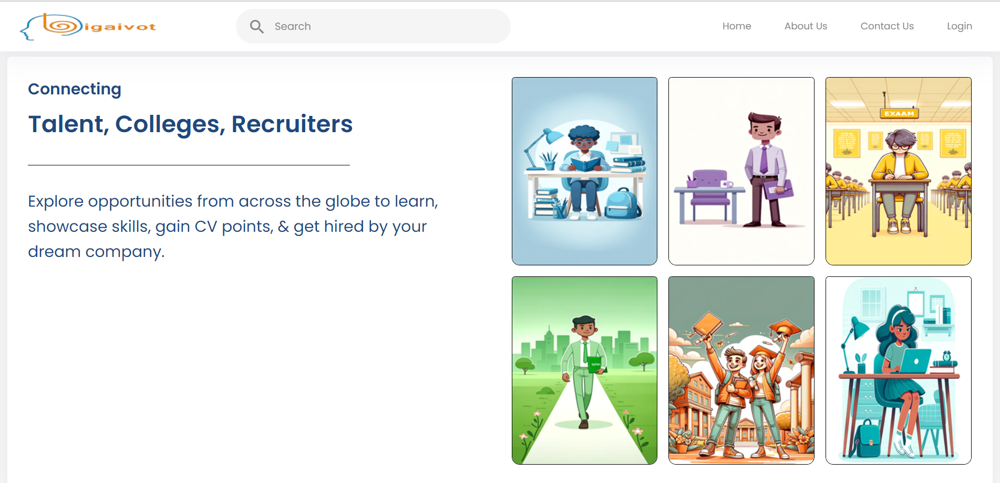 bigaivot
Search
Home
About Us
Contact Us
Login
Connecting
Talent, Colleges, Recruiters
Explore opportunities from across the globe to learn,
showcase skills, gain CV points, & get hired by your
dream company.
EXAAM